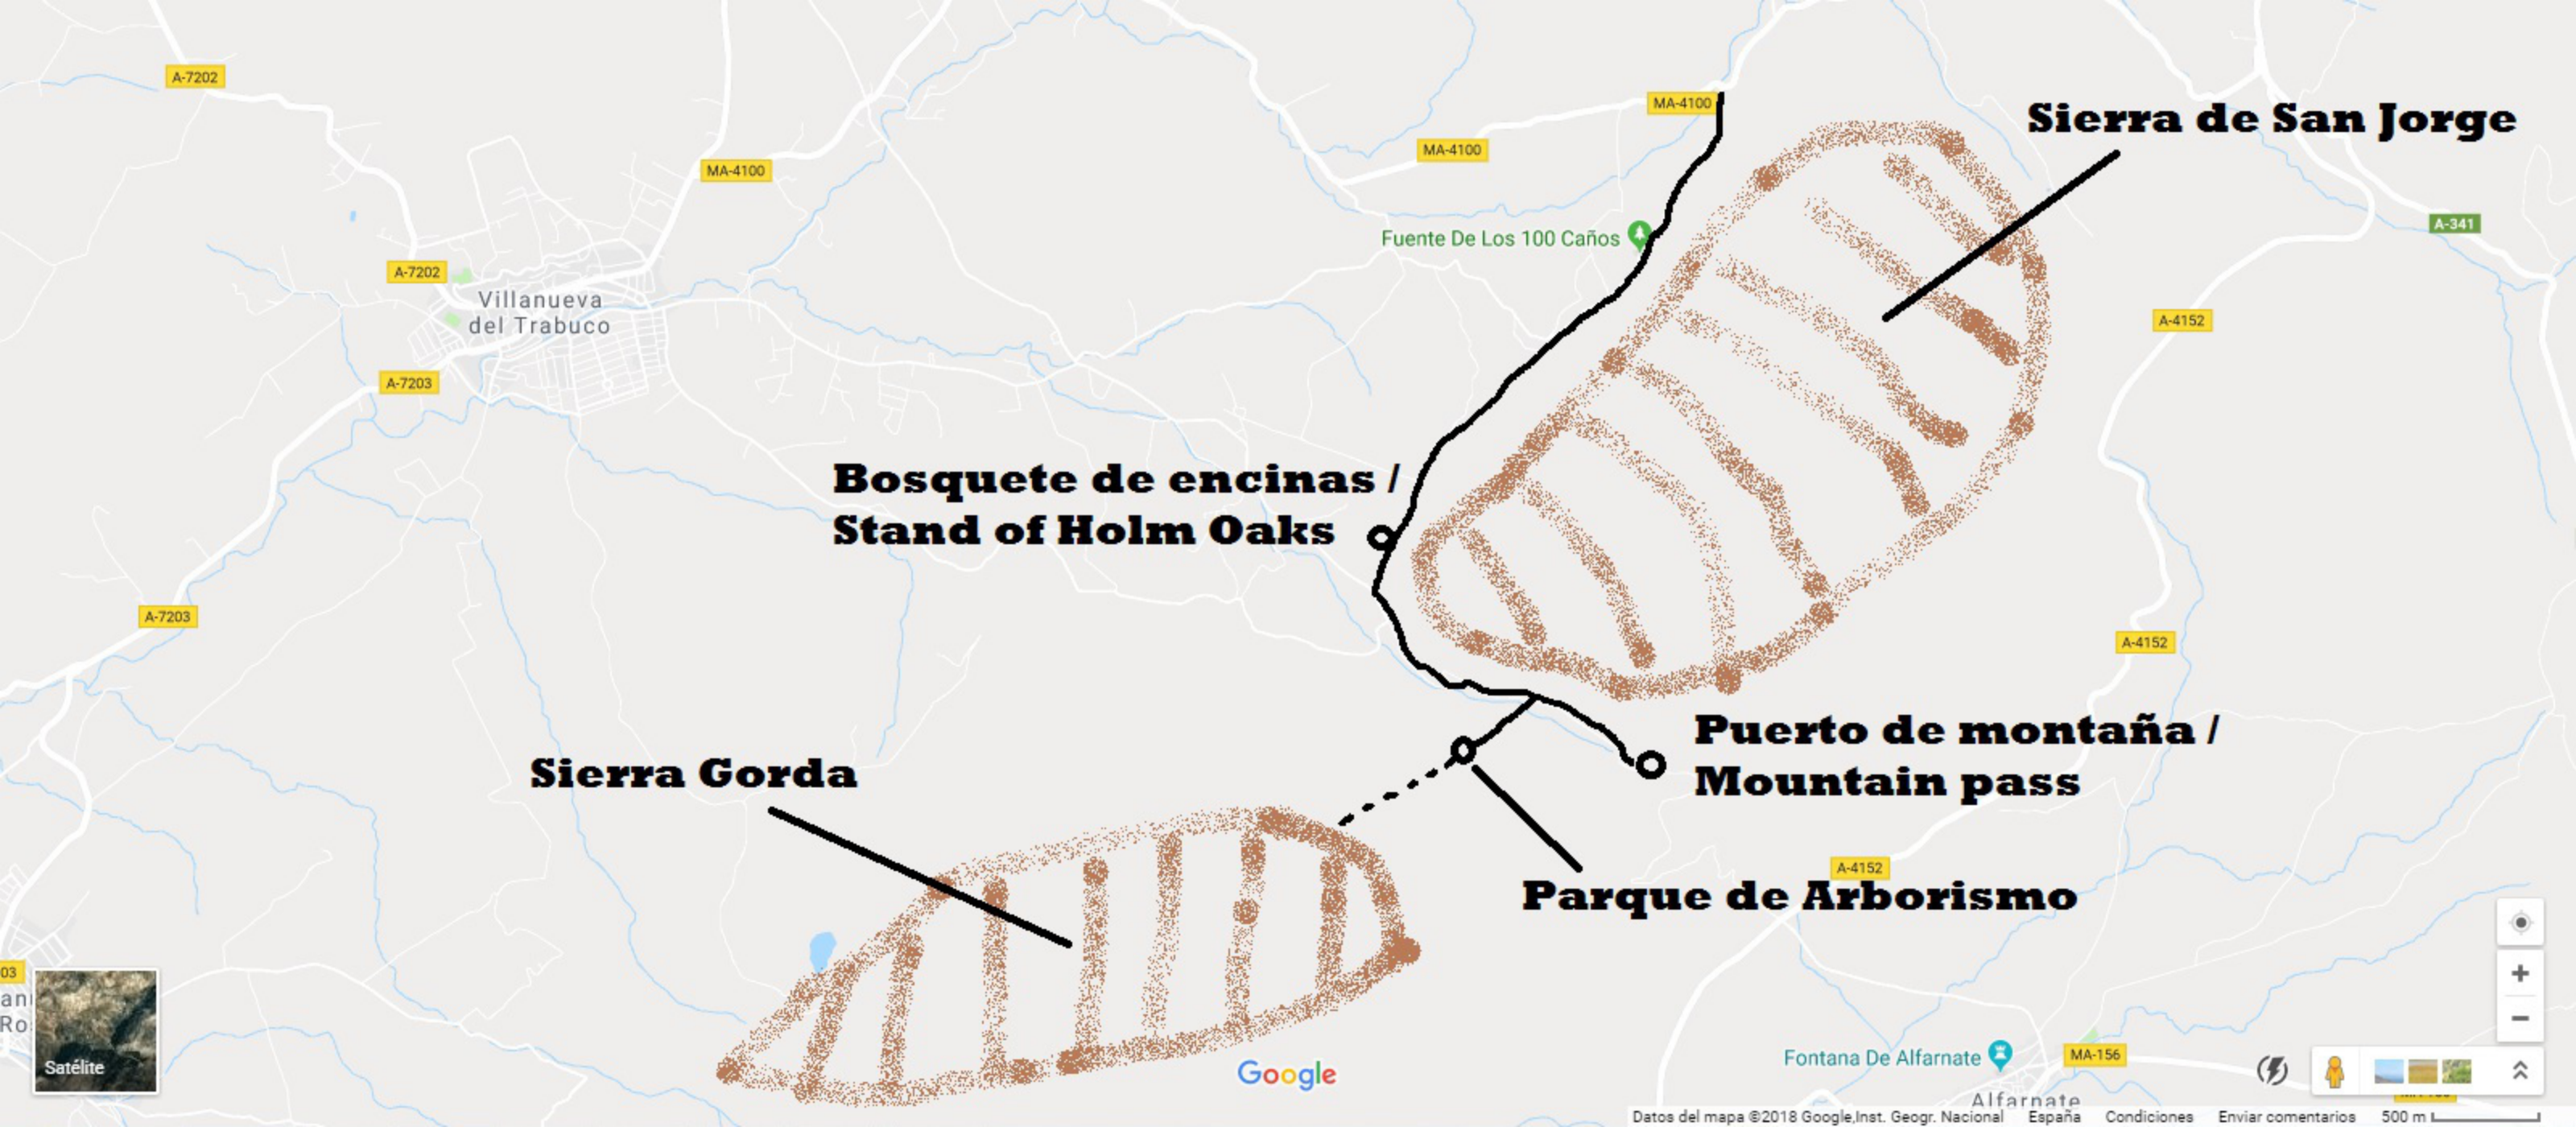 A-7202
MA-4100
MA-4100
MA-4100
Sierra de San Jorge
A-341
Fuente De Los 100 Caños
A-7202
Villanueva
del Trabuco
A-4152
A-7203
Bosquete de encinas /
Stand of Holm Oaks
A-7203
A-4152
Puerto de montaña /
Mountain pass
Sierra Gorda
A-4152
Parque de Arborismo
03
Satélite
Google
Fontana De Alfarnate
MA-156
Alfarnate
Datos del mapa ©2018 Google,Inst. Geogr. Nacional España Condiciones Enviar comentarios 500 m